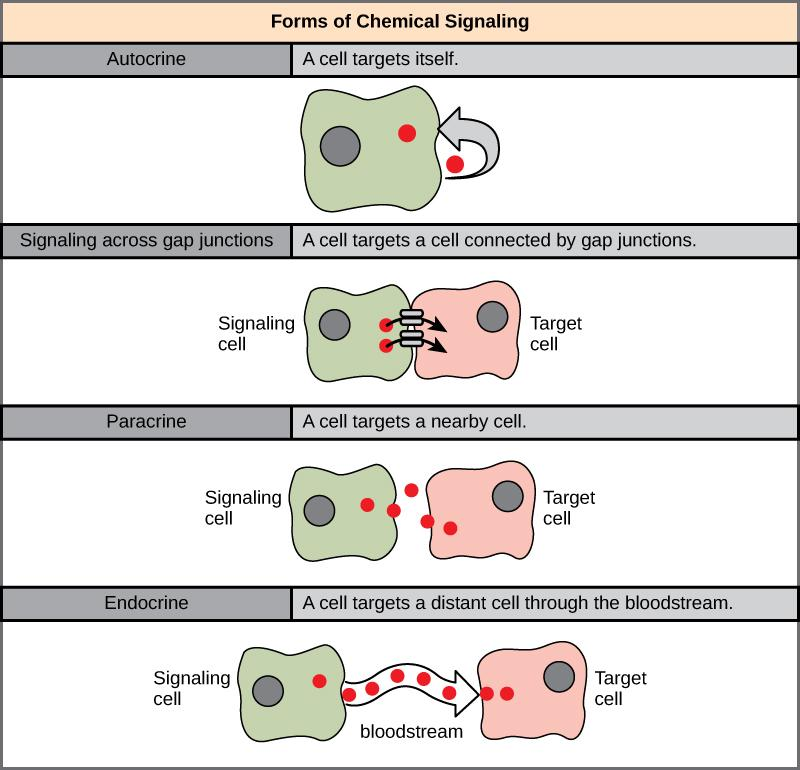 Forms of Chemical Signaling
Autocrine
A cell targets itself.
Signaling across gap junctions
A cell targets a cell connected by gap junctions.
Signaling
cell
Target
cell
Paracrine
A cell targets a nearby cell.
Signaling
cell
Target
cell
Endocrine
A cell targets a distant cell through the bloodstream.
Signaling
cell
bloodstream
Target
cell